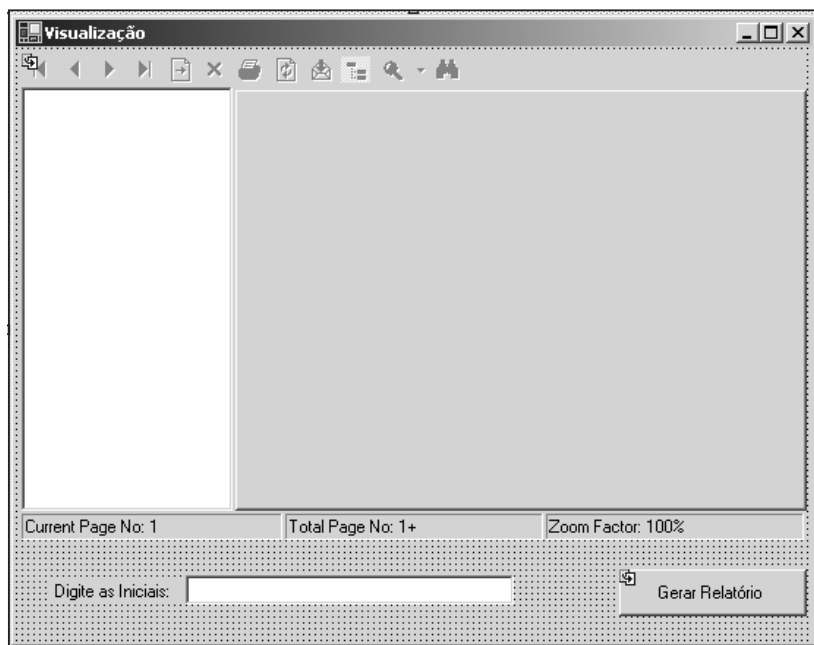 Visualização
Current Page No: 1
Total Page No: 1+
Zoom Factor: 100%
Digite as Iniciais:
Gerar Relatório